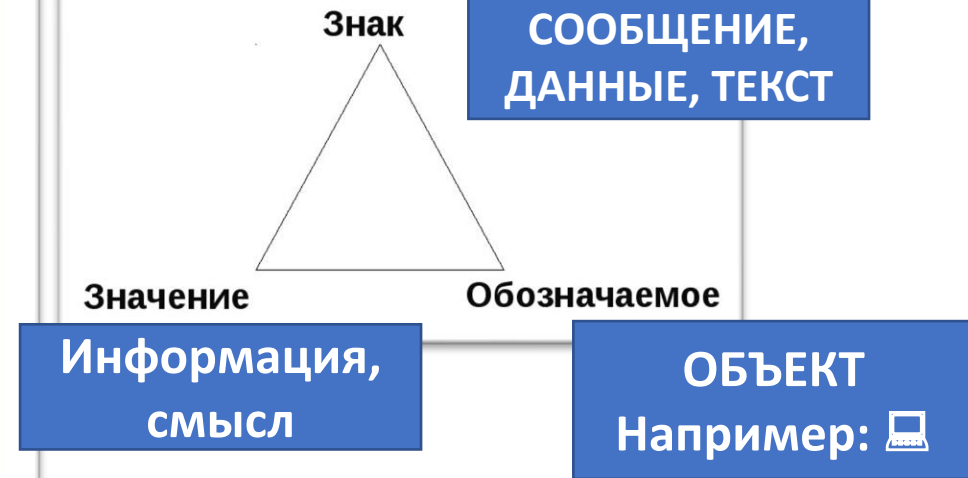 Знак
СООБЩЕНИЕ,
ДАННЫЕ, ТЕКСТ
Значение
Обозначаемое
Информация,
смысл
ОБЪЕКТ
Например: 💻